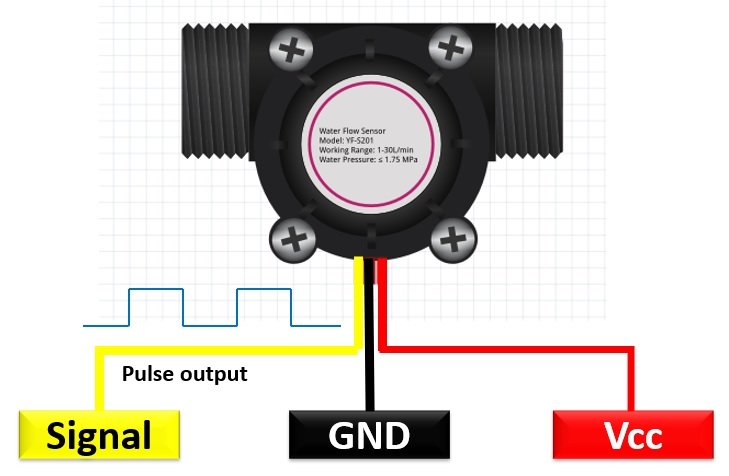 Water Flow Sensor
Model: YF-S201
Working Range: 1-30L/min
Water Pressure: ≤ 1.75 MPa
Pulse output
Signal
GND
Vcc